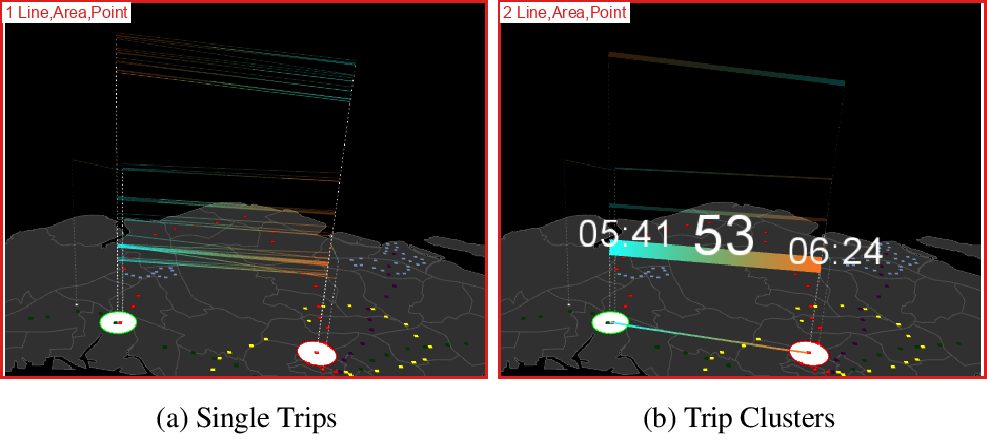 1 Line,Area,Point
2 Line,Area,Point
05:41 53 06:24
(a) Single Trips
(b) Trip Clusters